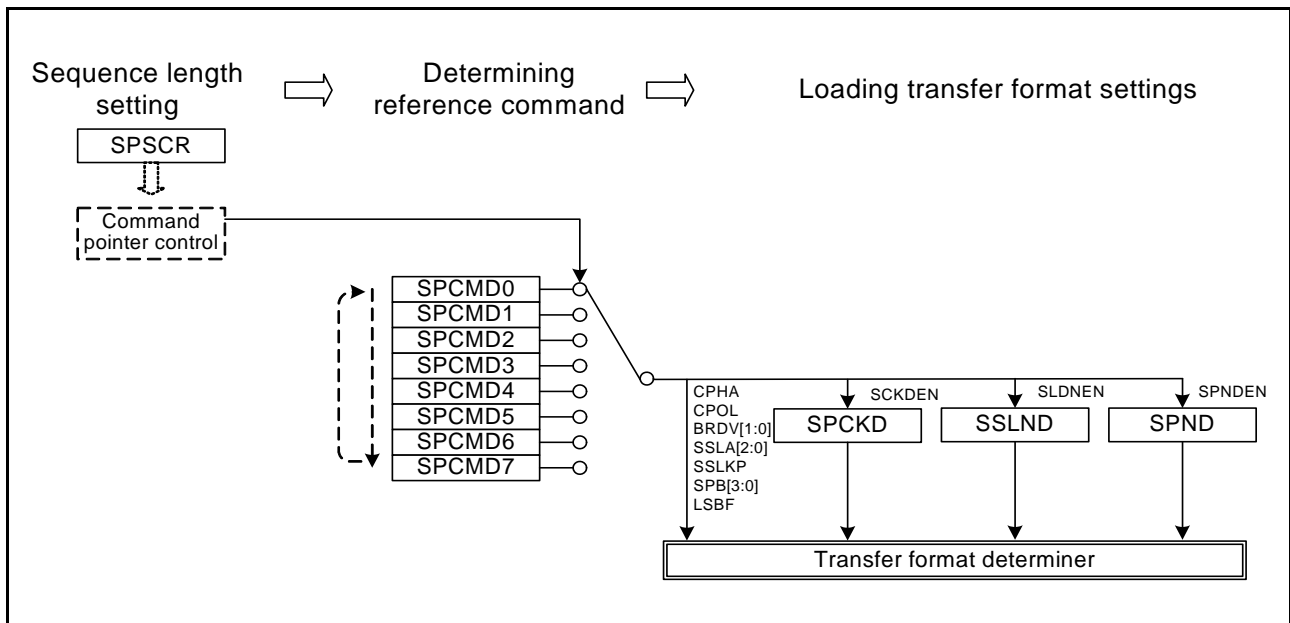 Sequence length
setting
Determining
reference command
Loading transfer format settings
SPSCR
Command
pointer control
SPCMD0
SPCMD1
SPCMD2
SPCMD3
SPCMD4
SPCMD5
SPCMD6
SPCMD7
CPHA
CPOL
BRDV[1:0]
SSLA[2:0]
SSLKP
SPB[3:0]
LSBF
SCKDEN
SPCKD
SLDNEN
SSLND
SPNDEN
SPND
Transfer format determiner